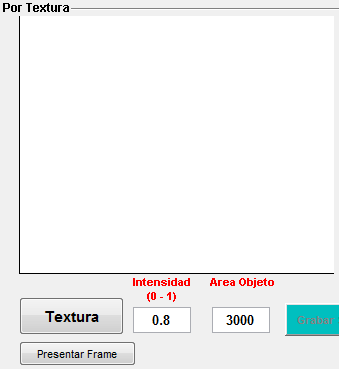 Por Textura
Intensidad Area Objeto
(0 - 1)
Textura 0.8 3000 Grabar
Presentar Frame